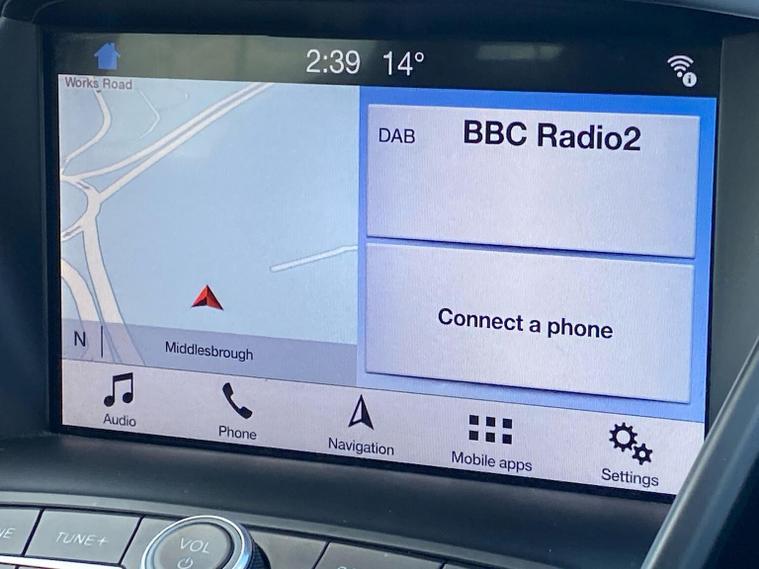 2:39 14°
Works Road
DAB BBC Radio2
Connect a phone
N
Middlesbrough
Audio
Phone
Navigation
Mobile apps
Settings
TUNE+
VOL